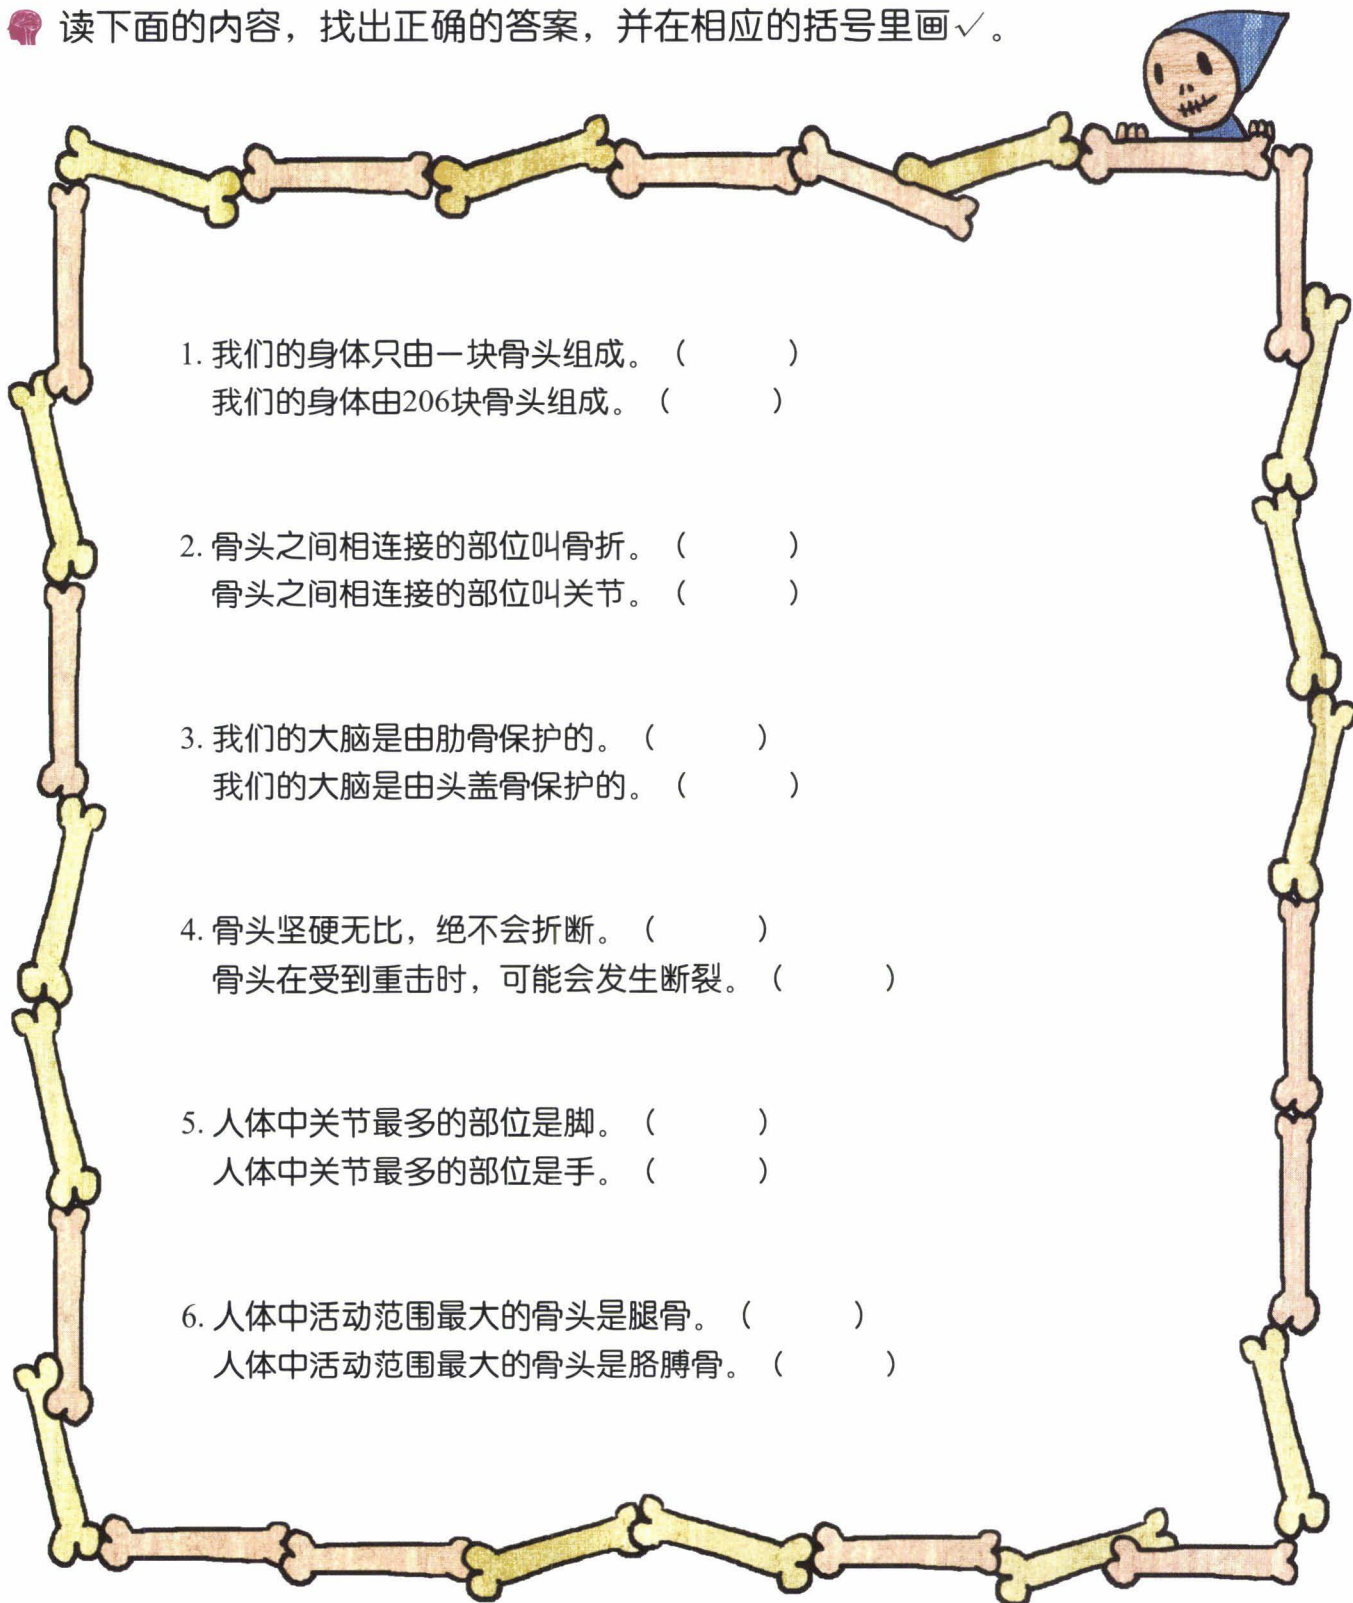 读下面的内容，找出正确的答案，并在相应的括号里画✓。
1. 我们的身体只由一块骨头组成。（　　）
我们的身体由206块骨头组成。（　　）
2. 骨头之间相连接的部位叫骨折。（　　）
骨头之间相连接的部位叫关节。（　　）
3. 我们的大脑是由肋骨保护的。（　　）
我们的大脑是由头盖骨保护的。（　　）
4. 骨头坚硬无比，绝不会折断。（　　）
骨头在受到重击时，可能会发生断裂。（　　）
5. 人体中关节最多的部位是脚。（　　）
人体中关节最多的部位是手。（　　）
6. 人体中活动范围最大的骨头是腿骨。（　　）
人体中活动范围最大的骨头是胳膊骨。（　　）